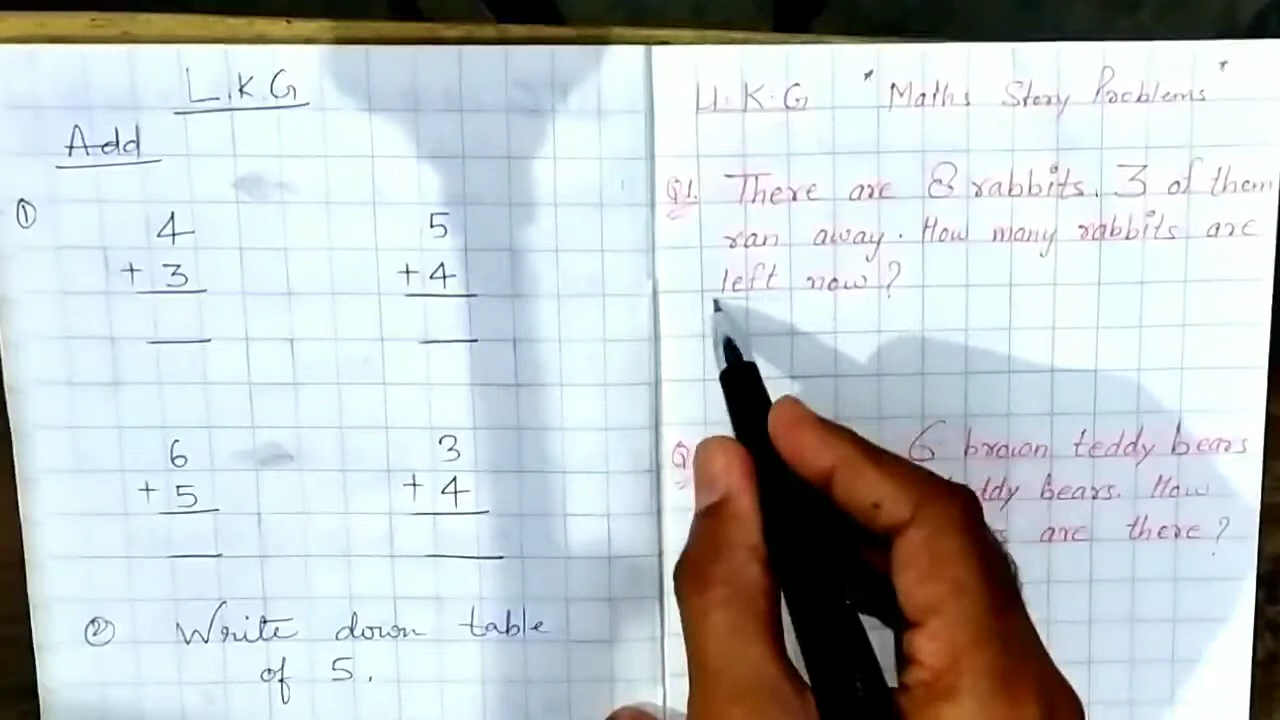 L.K.G
Add
①
4
+ 3
5
+ 4
6
+ 5
3
+ 4
② Write down table
of 5.
H.K.G "Maths Story Problems"
Q1. There are 8 rabbits. 3 of them
ran away. How many rabbits are
left now?
Q 6 brown teddy bears
bears. How
are there?